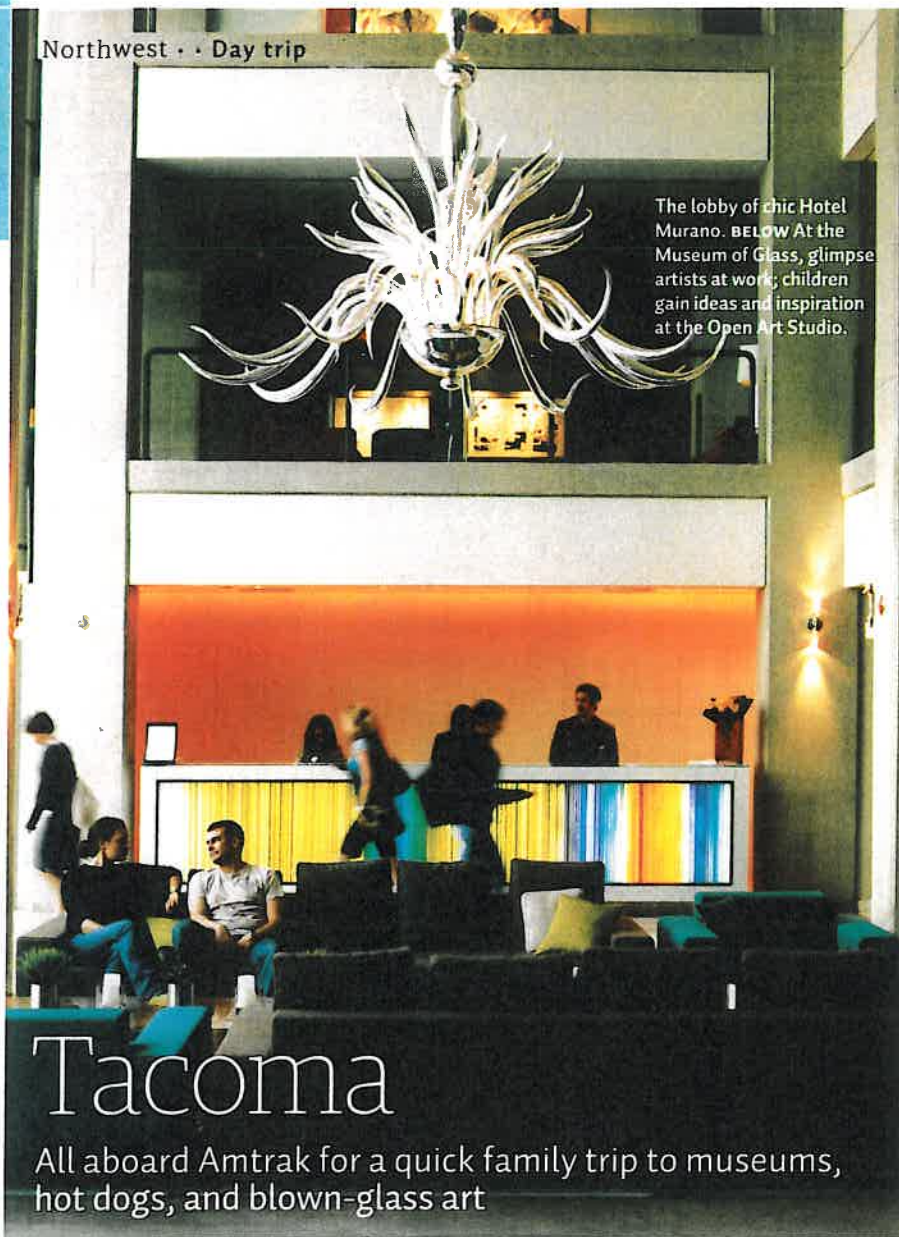 Northwest · · Day trip
The lobby of chic Hotel
Murano. BELOW At the
Museum of Glass, glimpse
artists at work; children
gain ideas and inspiration
at the Open Art Studio.
Tacoma
All aboard Amtrak for a quick family trip to museums,
hot dogs, and blown-glass art